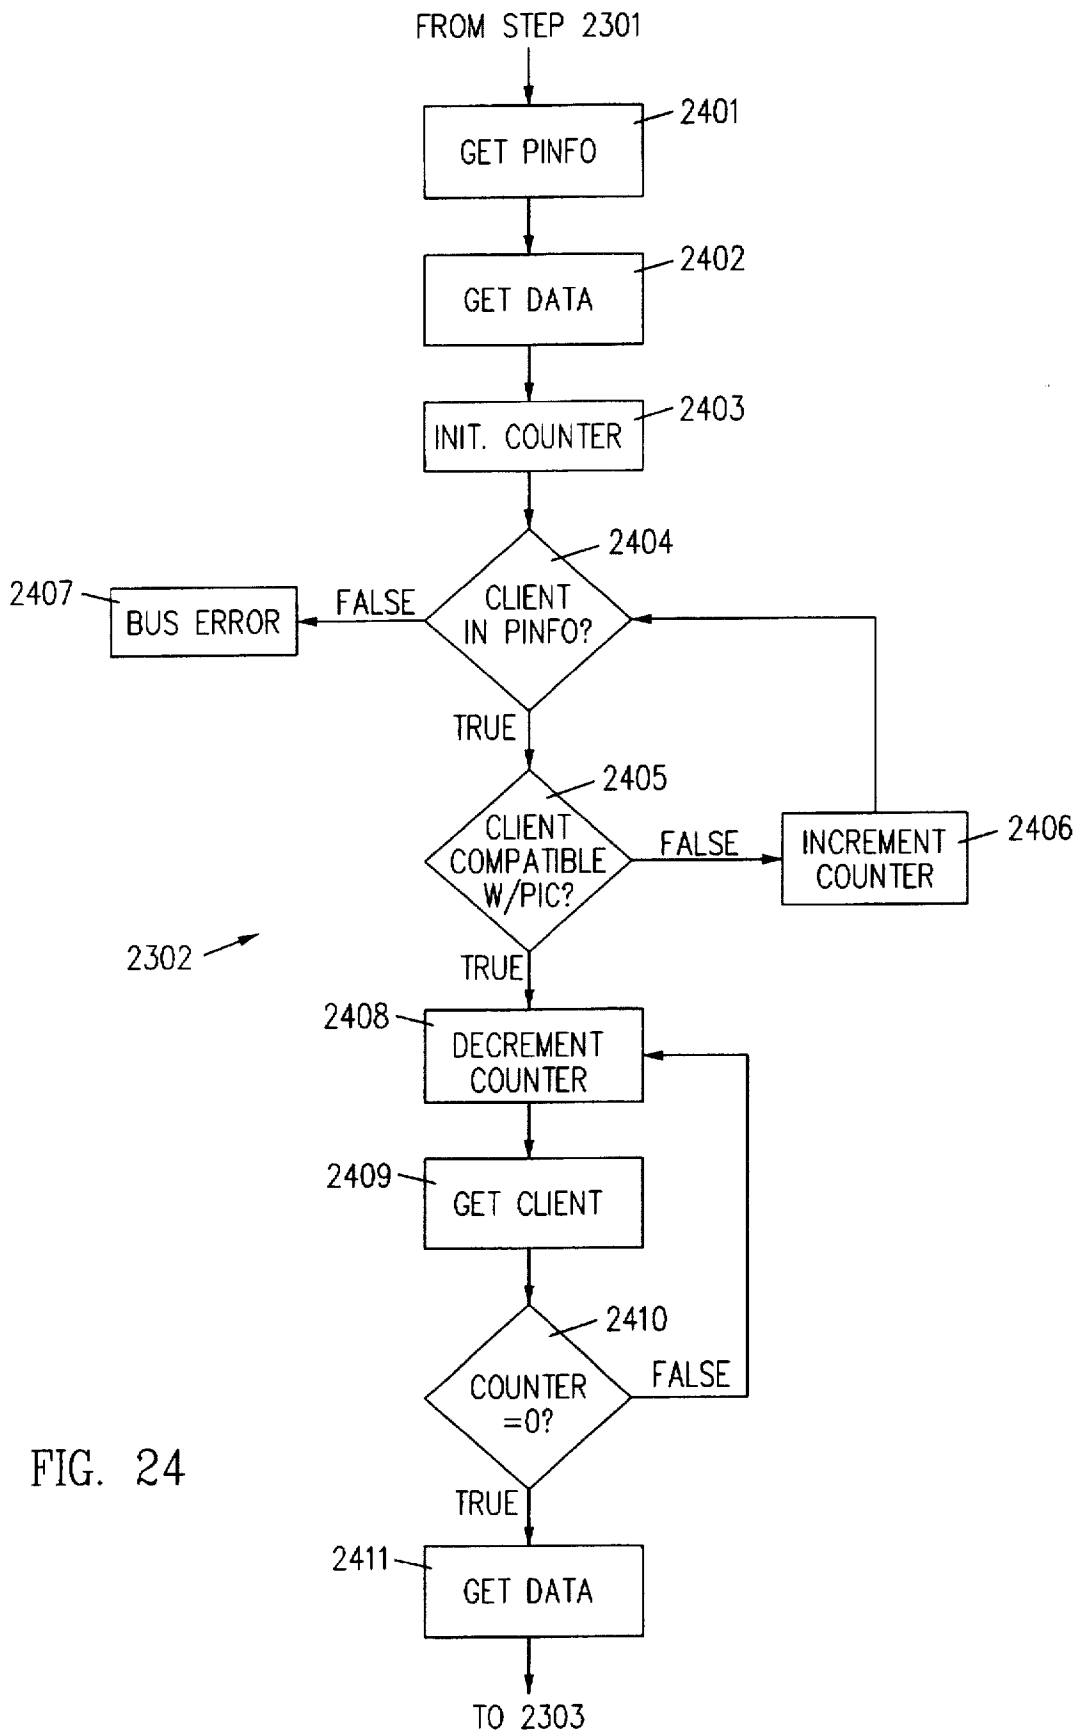 FROM STEP 2301
2401
GET PINFO
2402
GET DATA
2403
INIT. COUNTER
2404
CLIENT
IN PINFO?
FALSE
2407
BUS ERROR
TRUE
2405
CLIENT
COMPATIBLE
W/PIC?
FALSE
2406
INCREMENT
COUNTER
2302
TRUE
2408
DECREMENT
COUNTER
2409
GET CLIENT
2410
COUNTER
=0?
FALSE
FIG. 24
TRUE
2411
GET DATA
TO 2303